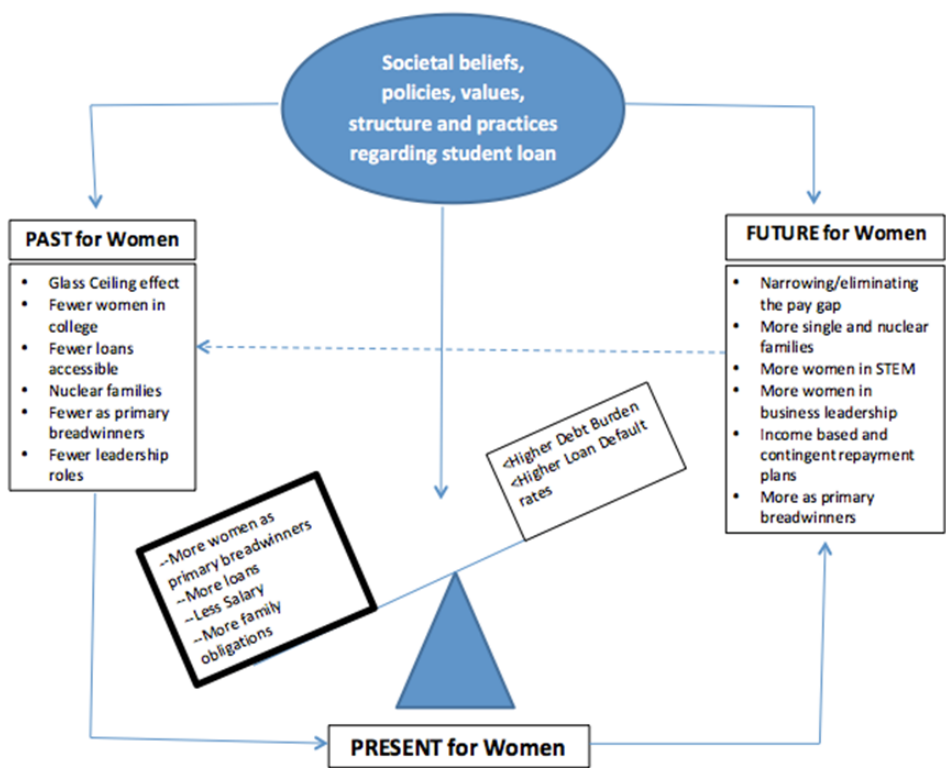 Societal beliefs,
policies, values,
structure and practices
regarding student loan
PAST for Women
• Glass Ceiling effect
• Fewer women in
college
• Fewer loans
accessible
• Nuclear families
• Fewer as primary
breadwinners
• Fewer leadership
roles
FUTURE for Women
• Narrowing/eliminating
the pay gap
• More single and nuclear
families
• More women in STEM
• More women in
business leadership
• Income based and
contingent repayment
plans
• More as primary
breadwinners
<Higher Debt Burden
<Higher Loan Default
rates
--More women as
primary breadwinners
--More loans
--Less Salary
--More family
obligations
PRESENT for Women